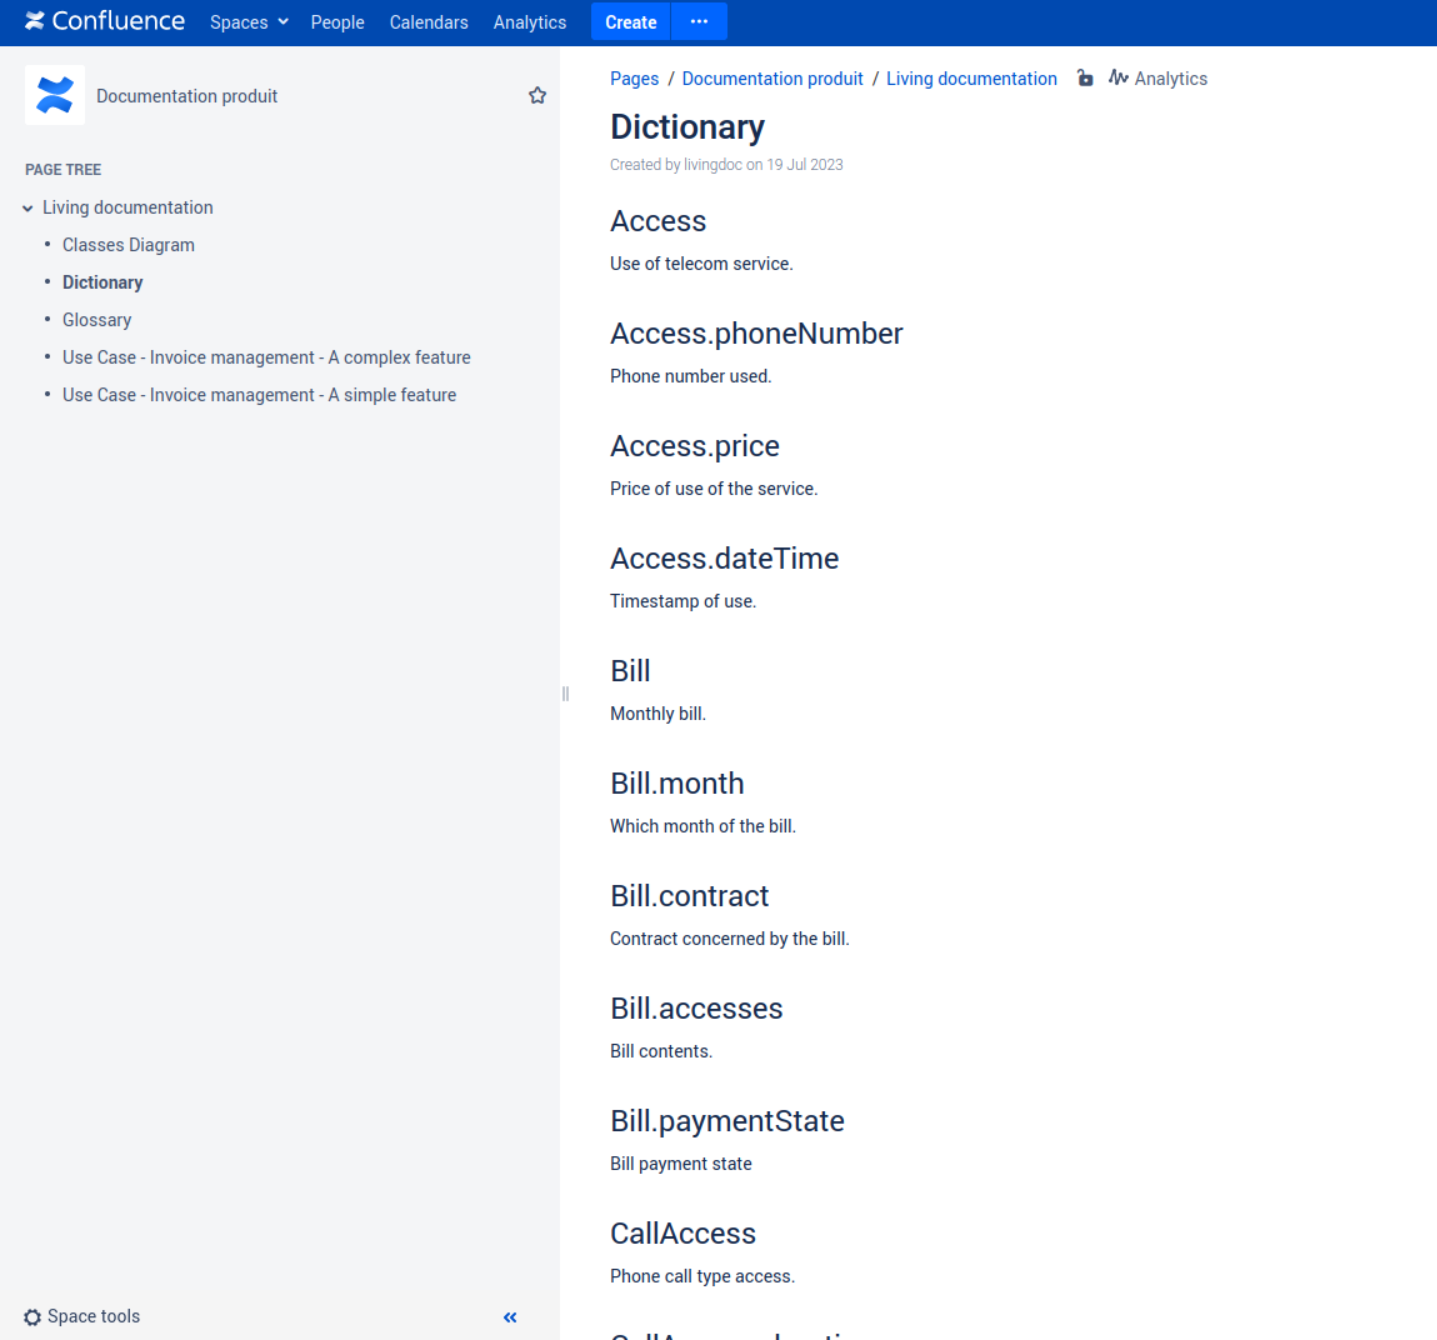 Confluence Spaces People Calendars Analytics Create ...
Documentation produit
PAGE TREE
Living documentation
• Classes Diagram
• Dictionary
• Glossary
• Use Case - Invoice management - A complex feature
• Use Case - Invoice management - A simple feature
Space tools
Pages / Documentation produit / Living documentation Analytics
Dictionary
Created by livingdoc on 19 Jul 2023
Access
Use of telecom service.
Access.phoneNumber
Phone number used.
Access.price
Price of use of the service.
Access.dateTime
Timestamp of use.
Bill
Monthly bill.
Bill.month
Which month of the bill.
Bill.contract
Contract concerned by the bill.
Bill.accesses
Bill contents.
Bill.paymentState
Bill payment state
CallAccess
Phone call type access.